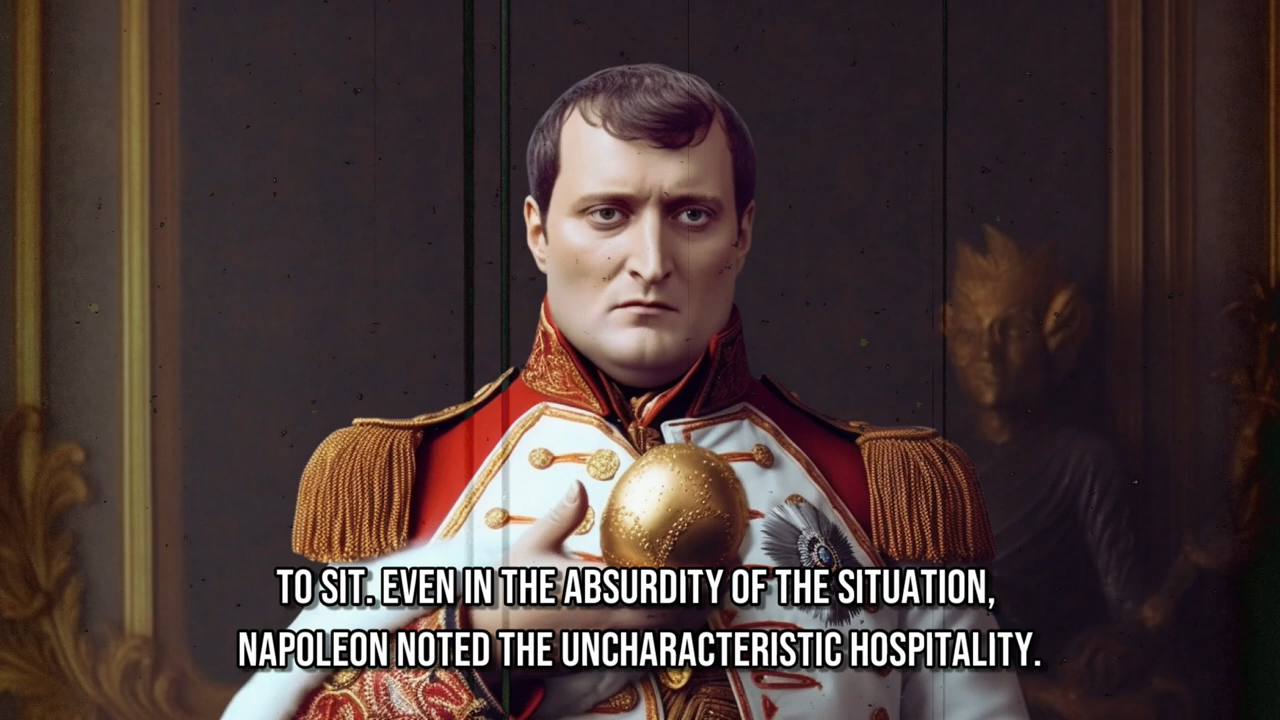 TO SIT. EVEN IN THE ABSURDITY OF THE SITUATION,
NAPOLEON NOTED THE UNCHARACTERISTIC HOSPITALITY.